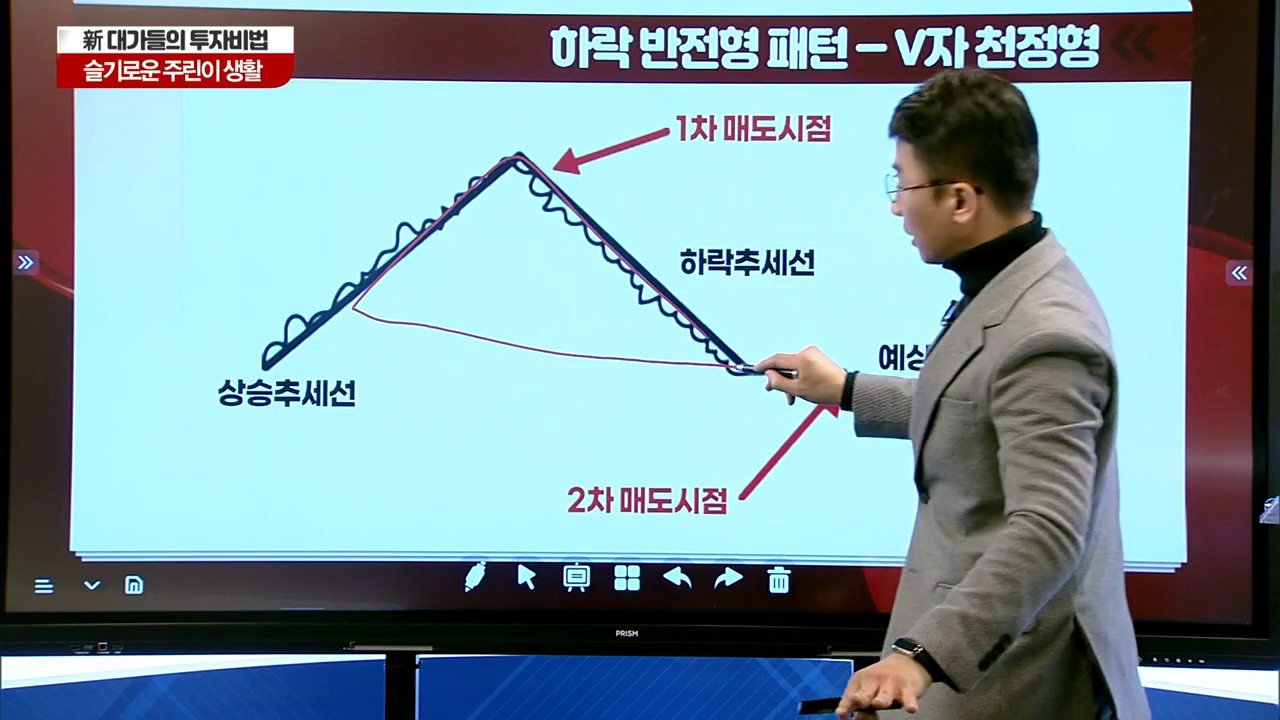 新 대가들의 투자비법
슬기로운 주린이 생활
하락 반전형 패턴 – V자 천정형
1차 매도시점
하락추세선
예상
상승추세선
2차 매도시점
PRISM